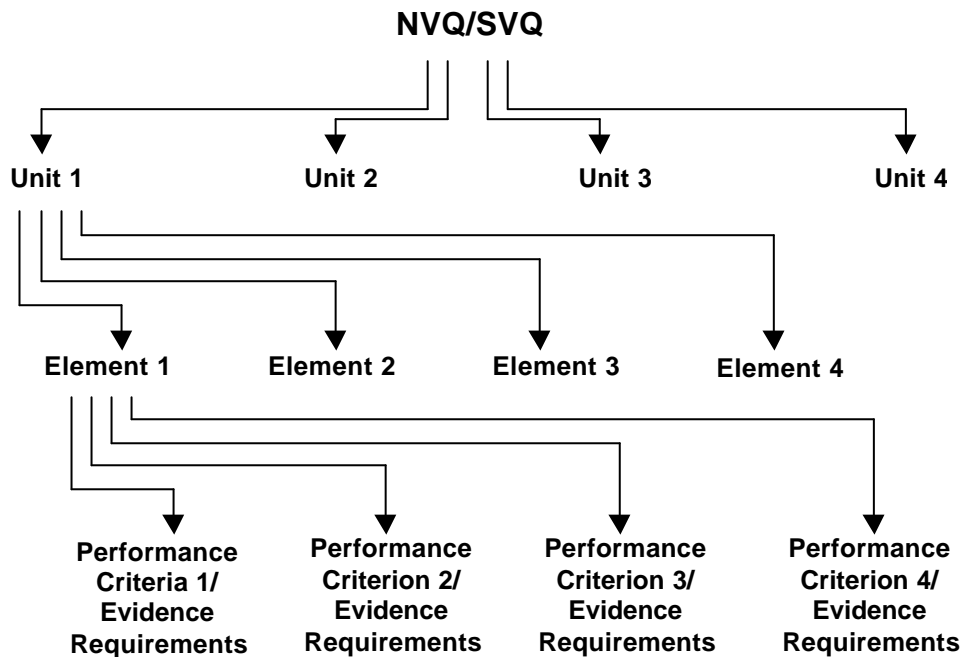 NVQ/SVQ
Unit 1
Unit 2
Unit 3
Unit 4
Element 1
Element 2
Element 3
Element 4
Performance
Criteria 1/
Evidence
Requirements
Performance
Criterion 2/
Evidence
Requirements
Performance
Criterion 3/
Evidence
Requirements
Performance
Criterion 4/
Evidence
Requirements